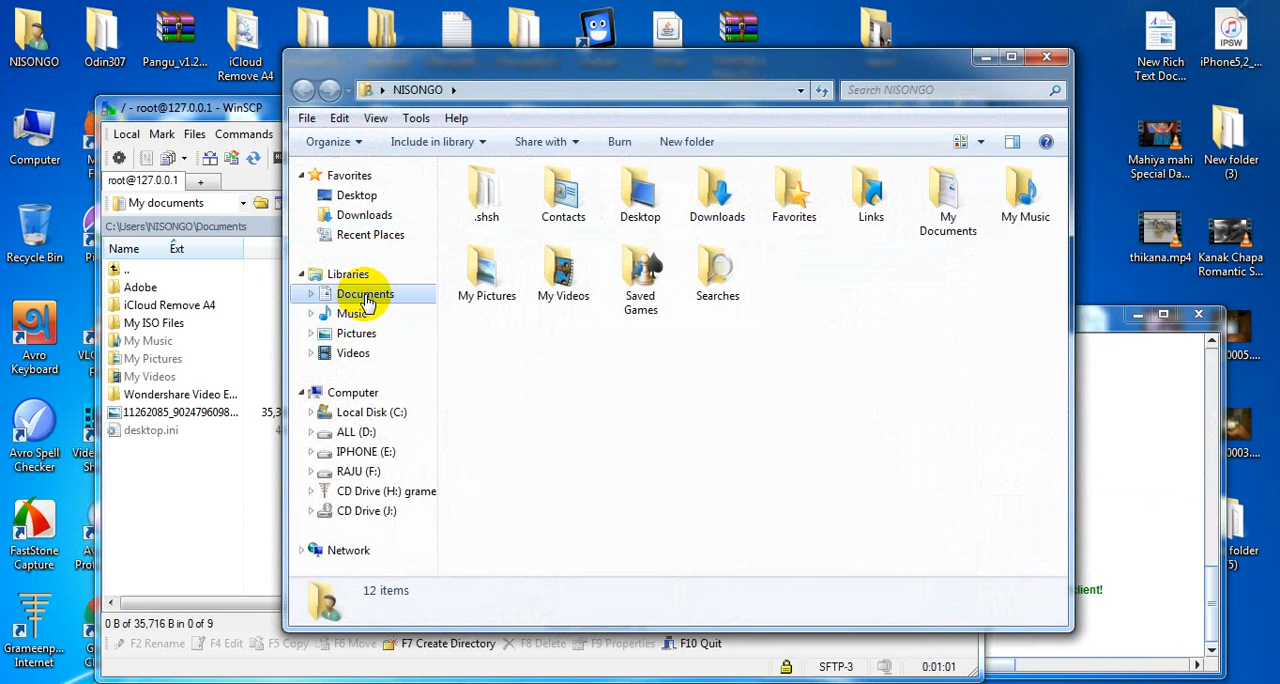 NISONGO
Odin307
Pangu_v1.2...
iCloud
Remove A4
New Rich
Text Doc...
iPhone5,2_...
Computer
Mahiya mahi
Special Da...
New folder
(3)
Recycle Bin
thikana.mp4
Kanak Chapa
Romantic S...
Avro
Keyboard
Avro Spell
Checker
FastStone
Capture
Grameenp...
Internet
/ - root@127.0.0.1 - WinSCP
Local Mark Files Commands
root@127.0.0.1
My documents
C:\Users\NISONGO\Documents
Name Ext
..
Adobe
iCloud Remove A4
My ISO Files
My Music
My Pictures
My Videos
Wondershare Video E...
11262085_9024796098... 35,3
desktop.ini
0 B of 35,716 B in 0 of 9
F2 Rename F4 Edit F5 Copy F6 Move F7 Create Directory F8 Delete F9 Properties F10 Quit
SFTP-3 0:01:01
NISONGO
Search NISONGO
File Edit View Tools Help
Organize Include in library Share with Burn New folder
Favorites
Desktop
Downloads
Recent Places
Libraries
Documents
Music
Pictures
Videos
Computer
Local Disk (C:)
ALL (D:)
IPHONE (E:)
RAJU (F:)
CD Drive (H:) grame
CD Drive (J:)
Network
.shsh
Contacts
Desktop
Downloads
Favorites
Links
My
Documents
My Music
My Pictures
My Videos
Saved
Games
Searches
12 items